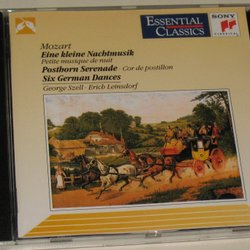 ESSENTIAL
CLASSICS
SONY
CLASSICAL
Mozart
Eine kleine Nachtmusik
Petite musique de nuit
Posthorn Serenade · Cor de postillon
Six German Dances
George Szell · Erich Leinsdorf